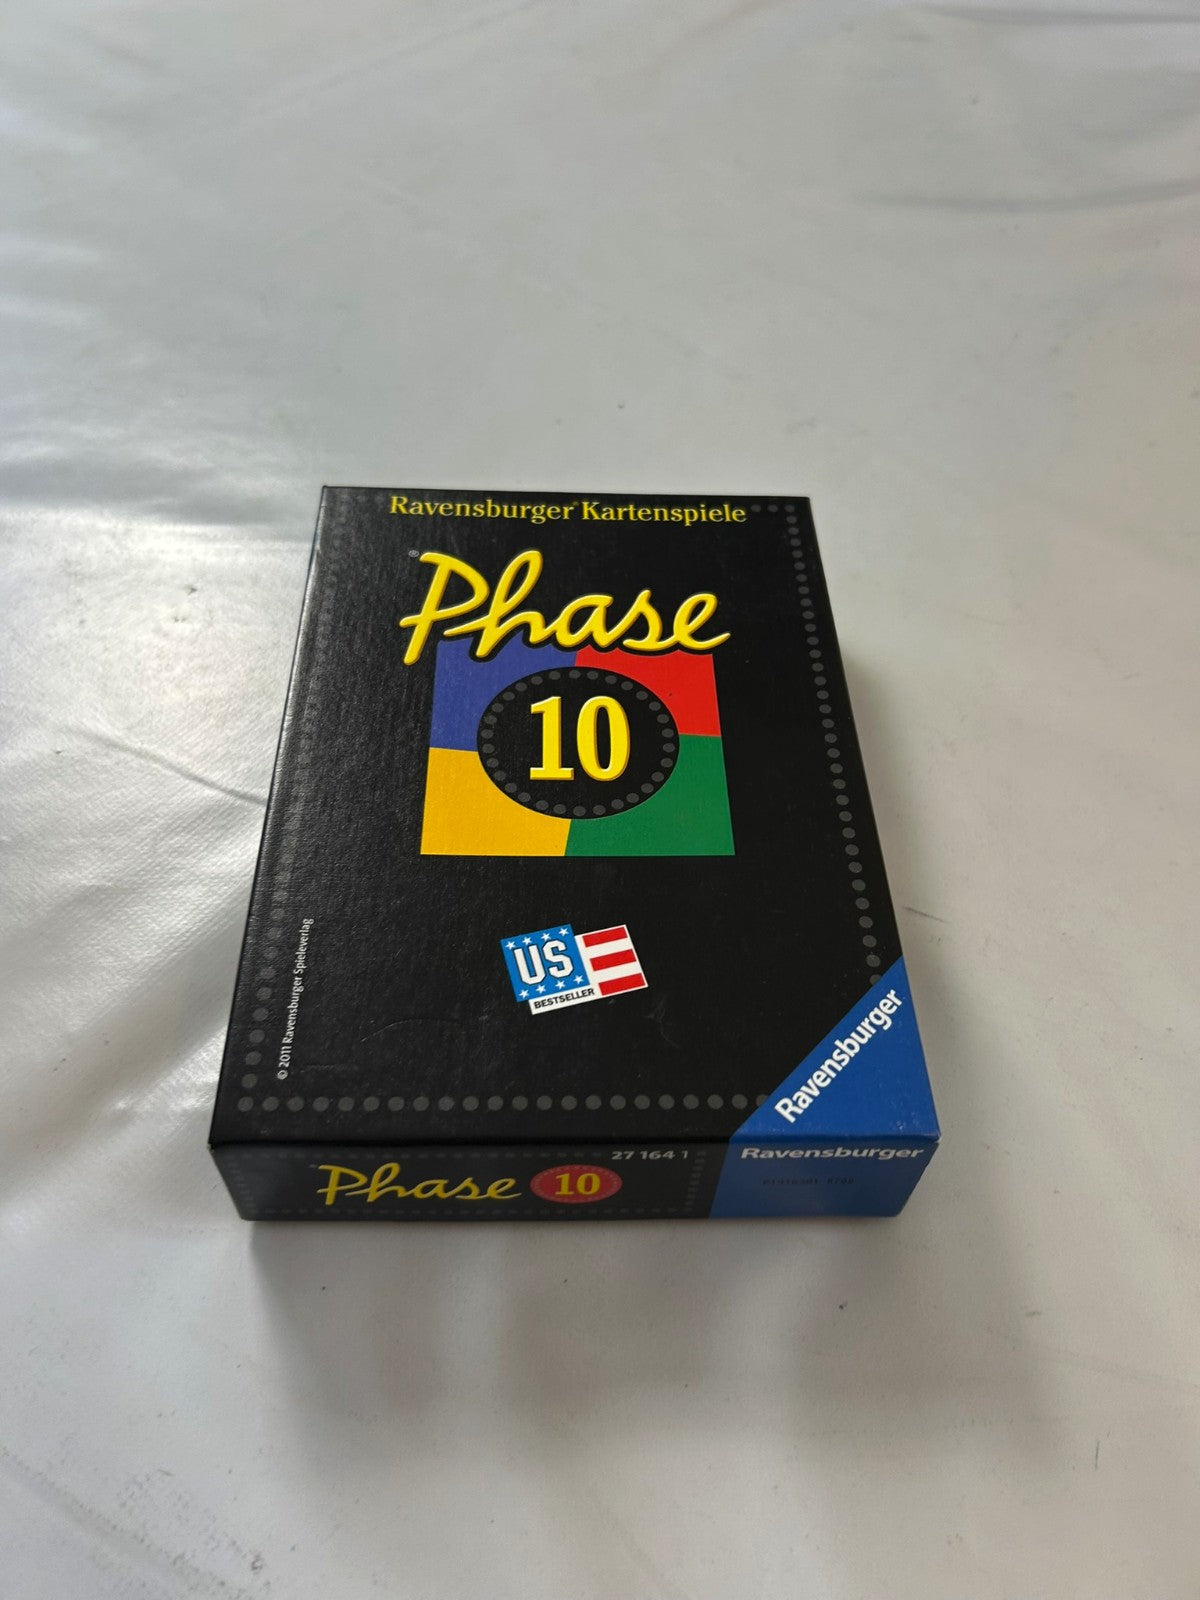 Ravensburger® Kartenspiele
® Phase
10
US
BESTSELLER
© 2011 Ravensburger Spieleverlag
Ravensburger
Phase 10
27 164 1
Ravensburger